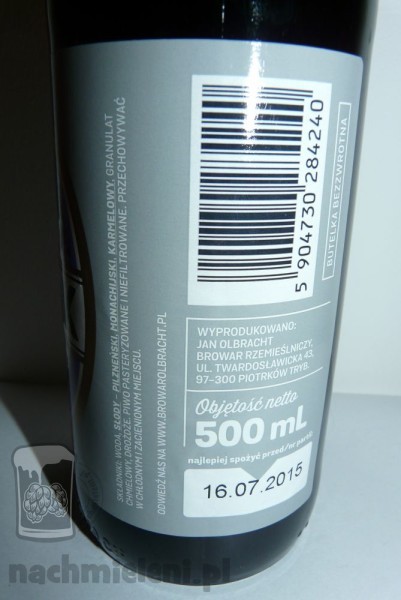 SKŁADNIKI: WODA, SŁODY - PILZNEŃSKI, MONACHIJSKI, KARMELOWY, GRANULAT
CHMIELOWY, DROŻDŻE. PIWO PASTERYZOWANE I NIEFILTROWANE. PRZECHOWYWAĆ
W CHŁODNYM I ZACIENIONYM MIEJSCU.
ODWIEDŹ NAS NA WWW.BROWAROLBRACHT.PL
5 904730 284240
BUTELKA BEZZWROTNA
WYPRODUKOWANO:
JAN OLBRACHT
BROWAR RZEMIEŚLNICZY,
UL. TWARDOSŁAWICKA 43,
97-300 PIOTRKÓW TRYB.
Objętość netto
500 mL
najlepiej spożyć przed/nr partii
16.07.2015
nachmieleni.pl